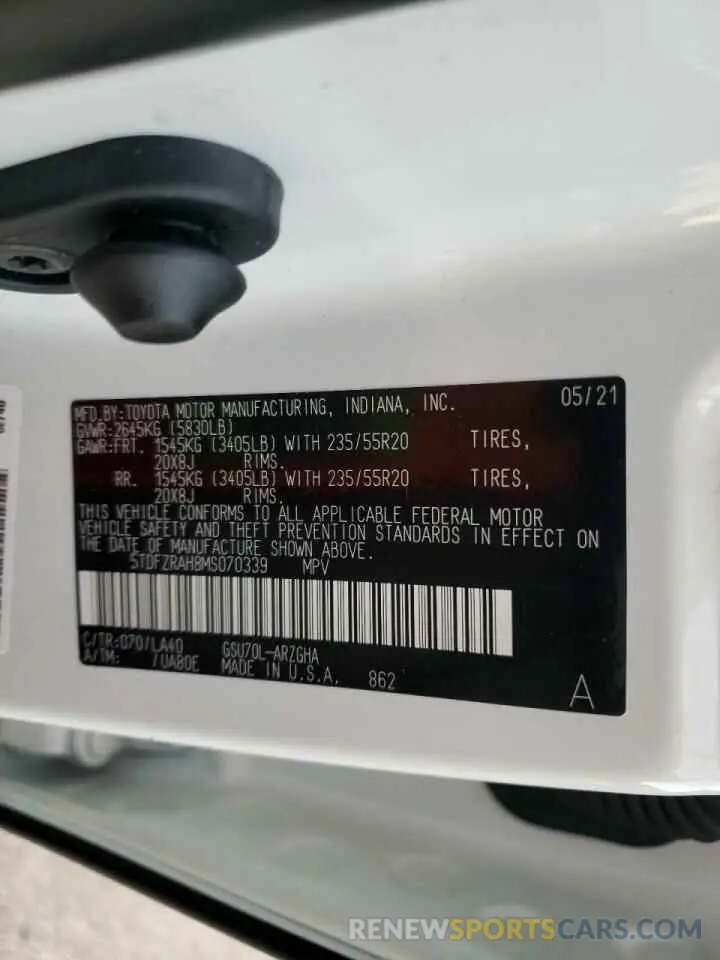 MFD.BY:TOYOTA MOTOR MANUFACTURING, INDIANA, INC. 05/21
GVWR:2645KG (5830LB)
GAWR:FRT. 1545KG (3405LB) WITH 235/55R20 TIRES,
20X8J RIMS.
RR. 1545KG (3405LB) WITH 235/55R20 TIRES,
20X8J RIMS.
THIS VEHICLE CONFORMS TO ALL APPLICABLE FEDERAL MOTOR
VEHICLE SAFETY AND THEFT PREVENTION STANDARDS IN EFFECT ON
THE DATE OF MANUFACTURE SHOWN ABOVE.
5TDFZRAH8MS070339 MPV
C/TR:070/LA40 GSU70L-ARZGHA
A/TM: /UA80E MADE IN U.S.A. 862
A
RENEWSPORTSCARS.COM